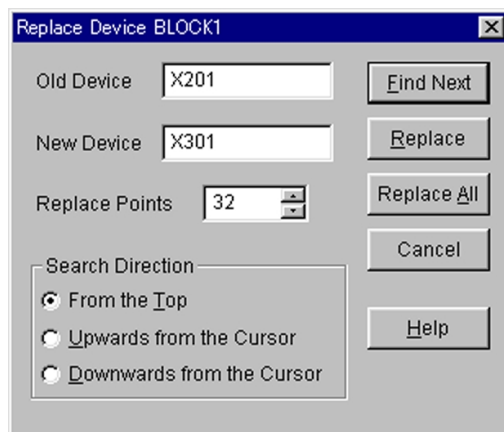 Replace Device BLOCK1
Old Device X201
Find Next
New Device X301
Replace
Replace Points 32
Replace All
Cancel
Search Direction
From the Top
Upwards from the Cursor
Downwards from the Cursor
Help